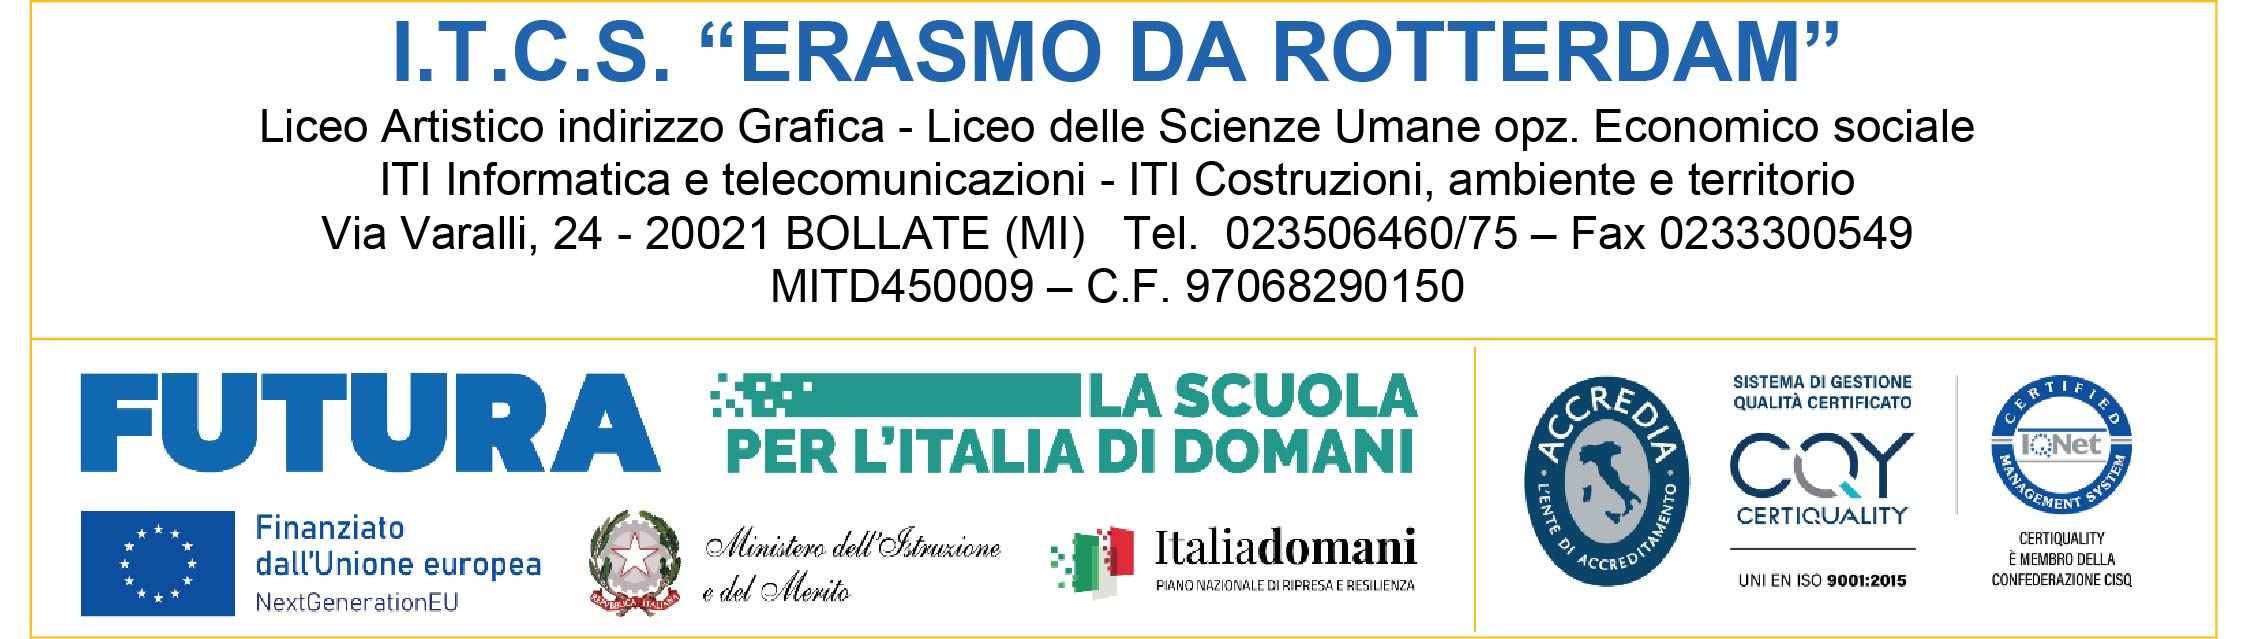 I.T.C.S. “ERASMO DA ROTTERDAM”
Liceo Artistico indirizzo Grafica - Liceo delle Scienze Umane opz. Economico sociale
ITI Informatica e telecomunicazioni - ITI Costruzioni, ambiente e territorio
Via Varalli, 24 - 20021 BOLLATE (MI) Tel. 023506460/75 – Fax 0233300549
MITD450009 – C.F. 97068290150
FUTURA
LA SCUOLA
PER L’ITALIA DI DOMANI
Finanziato
dall’Unione europea
NextGenerationEU
REPVBBLICA ITALIANA
Ministero dell’Istruzione
e del Merito
Italiadomani
PIANO NAZIONALE DI RIPRESA E RESILIENZA
ACCREDIA
L’ENTE DI ACCREDITAMENTO
SISTEMA DI GESTIONE
QUALITÀ CERTIFICATO
CQY
CERTIQUALITY
UNI EN ISO 9001:2015
CERTIFIED
IQNet
MANAGEMENT SYSTEM
CERTIQUALITY
È MEMBRO DELLA
CONFEDERAZIONE CISQ